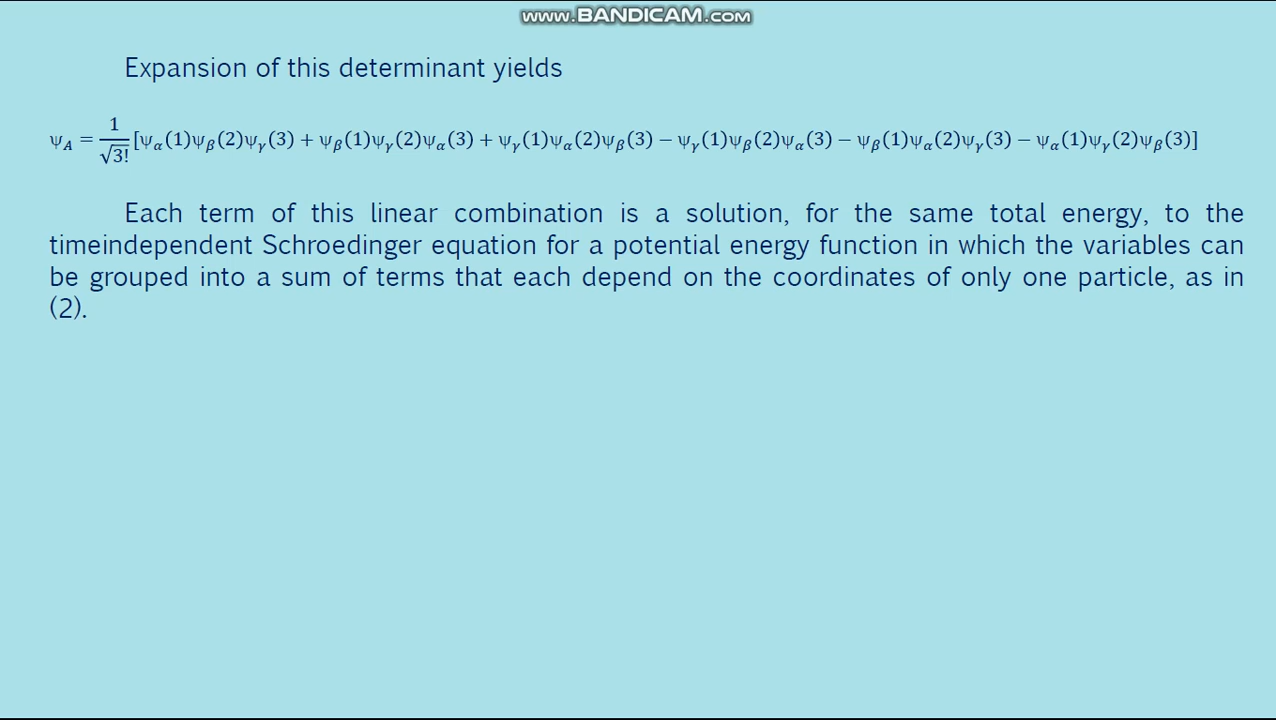 www.BANDICAM.com
Expansion of this determinant yields
ψ_A = 1/√3! [ψ_α(1)ψ_β(2)ψ_γ(3) + ψ_β(1)ψ_γ(2)ψ_α(3) + ψ_γ(1)ψ_α(2)ψ_β(3) − ψ_γ(1)ψ_β(2)ψ_α(3) − ψ_β(1)ψ_α(2)ψ_γ(3) − ψ_α(1)ψ_γ(2)ψ_β(3)]
Each term of this linear combination is a solution, for the same total energy, to the
timeindependent Schroedinger equation for a potential energy function in which the variables can
be grouped into a sum of terms that each depend on the coordinates of only one particle, as in
(2).